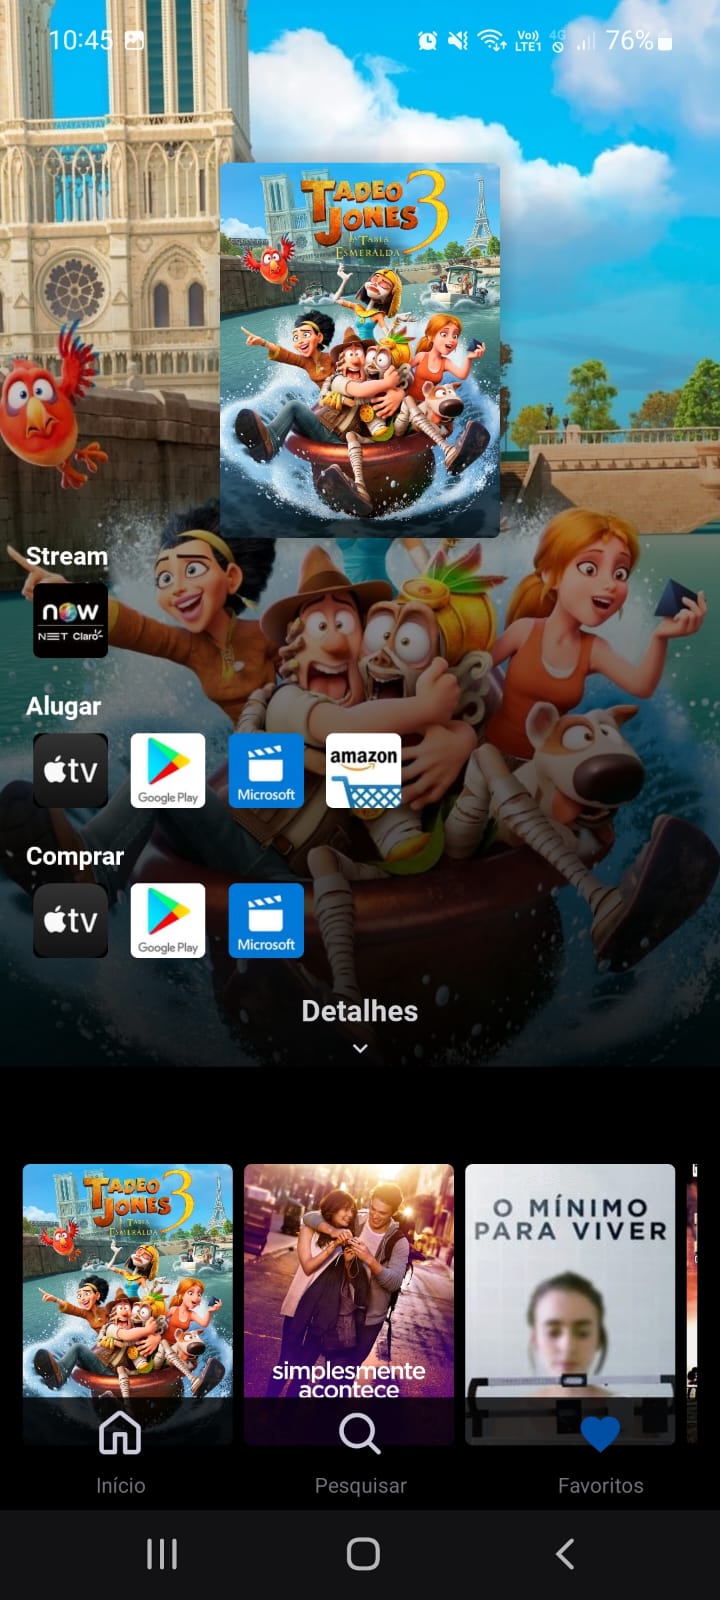 10:45
Vo))
LTE1
4G
76%
TADEO
JONES 3
LA TABLA
ESMERALDA
Stream
now
NET Claro
Alugar
tv
Google Play
Microsoft
amazon
Comprar
tv
Google Play
Microsoft
Detalhes
TADEO
JONES 3
LA TABLA
ESMERALDA
simplesmente
acontece
O MÍNIMO
PARA VIVER
Início
Pesquisar
Favoritos